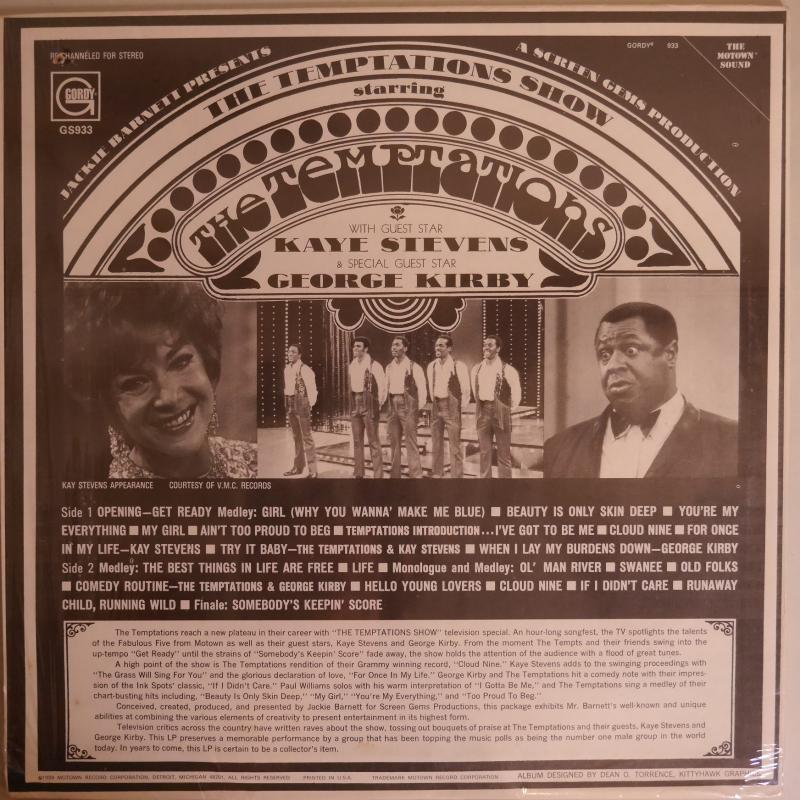 RE-CHANNELED FOR STEREO
GORDY® 933
THE
MOTOWN
SOUND
GORDY
GS933
JACKIE BARNETT PRESENTS
A SCREEN GEMS PRODUCTION
THE TEMPTATIONS SHOW
starring
THE TEMPTATIONS
WITH GUEST STAR
KAYE STEVENS
& SPECIAL GUEST STAR
GEORGE KIRBY
KAY STEVENS APPEARANCE COURTESY OF V.M.C. RECORDS
Side 1 OPENING—GET READY Medley: GIRL (WHY YOU WANNA' MAKE ME BLUE) ■ BEAUTY IS ONLY SKIN DEEP ■ YOU'RE MY
EVERYTHING ■ MY GIRL ■ AIN'T TOO PROUD TO BEG ■ TEMPTATIONS INTRODUCTION...I'VE GOT TO BE ME ■ CLOUD NINE ■ FOR ONCE
IN MY LIFE—KAY STEVENS ■ TRY IT BABY—THE TEMPTATIONS & KAY STEVENS ■ WHEN I LAY MY BURDENS DOWN—GEORGE KIRBY
Side 2 Medley: THE BEST THINGS IN LIFE ARE FREE ■ LIFE ■ Monologue and Medley: OL' MAN RIVER ■ SWANEE ■ OLD FOLKS
■ COMEDY ROUTINE—THE TEMPTATIONS & GEORGE KIRBY ■ HELLO YOUNG LOVERS ■ CLOUD NINE ■ IF I DIDN'T CARE ■ RUNAWAY
CHILD, RUNNING WILD ■ Finale: SOMEBODY'S KEEPIN' SCORE
The Temptations reach a new plateau in their career with "THE TEMPTATIONS SHOW" television special. An hour-long songfest, the TV spotlights the talents
of the Fabulous Five from Motown as well as their guest stars, Kaye Stevens and George Kirby. From the moment The Tempts and their friends swing into the
up-tempo "Get Ready" until the strains of "Somebody's Keepin' Score" fade away, the show holds the attention of the audience with a flood of great tunes.
A high point of the show is The Temptations rendition of their Grammy winning record, "Cloud Nine." Kaye Stevens adds to the swinging proceedings with
"The Grass Will Sing For You" and the glorious declaration of love, "For Once In My Life." George Kirby and The Temptations hit a comedy note with their impres-
sion of the Ink Spots' classic, "If I Didn't Care." Paul Williams solos with his warm interpretation of "I Gotta Be Me," and The Temptations sing a medley of their
chart-busting hits including, "Beauty Is Only Skin Deep," "My Girl," "You're My Everything," and "Too Proud To Beg."
Conceived, created, produced, and presented by Jackie Barnett for Screen Gems Productions, this package exhibits Mr. Barnett's well-known and unique
abilities at combining the various elements of creativity to present entertainment in its highest form.
Television critics across the country have written raves about the show, tossing out bouquets of praise at The Temptations and their guests, Kaye Stevens and
George Kirby. This LP preserves a memorable performance by a group that has been topping the music polls as being the number one male group in the world
today. In years to come, this LP is certain to be a collector's item.
©1969 MOTOWN RECORD CORPORATION, DETROIT, MICHIGAN 48201, ALL RIGHTS RESERVED PRINTED IN U.S.A. TRADEMARK MOTOWN RECORD CORPORATION ALBUM DESIGNED BY DEAN O. TORRENCE, KITTYHAWK GRAPHICS